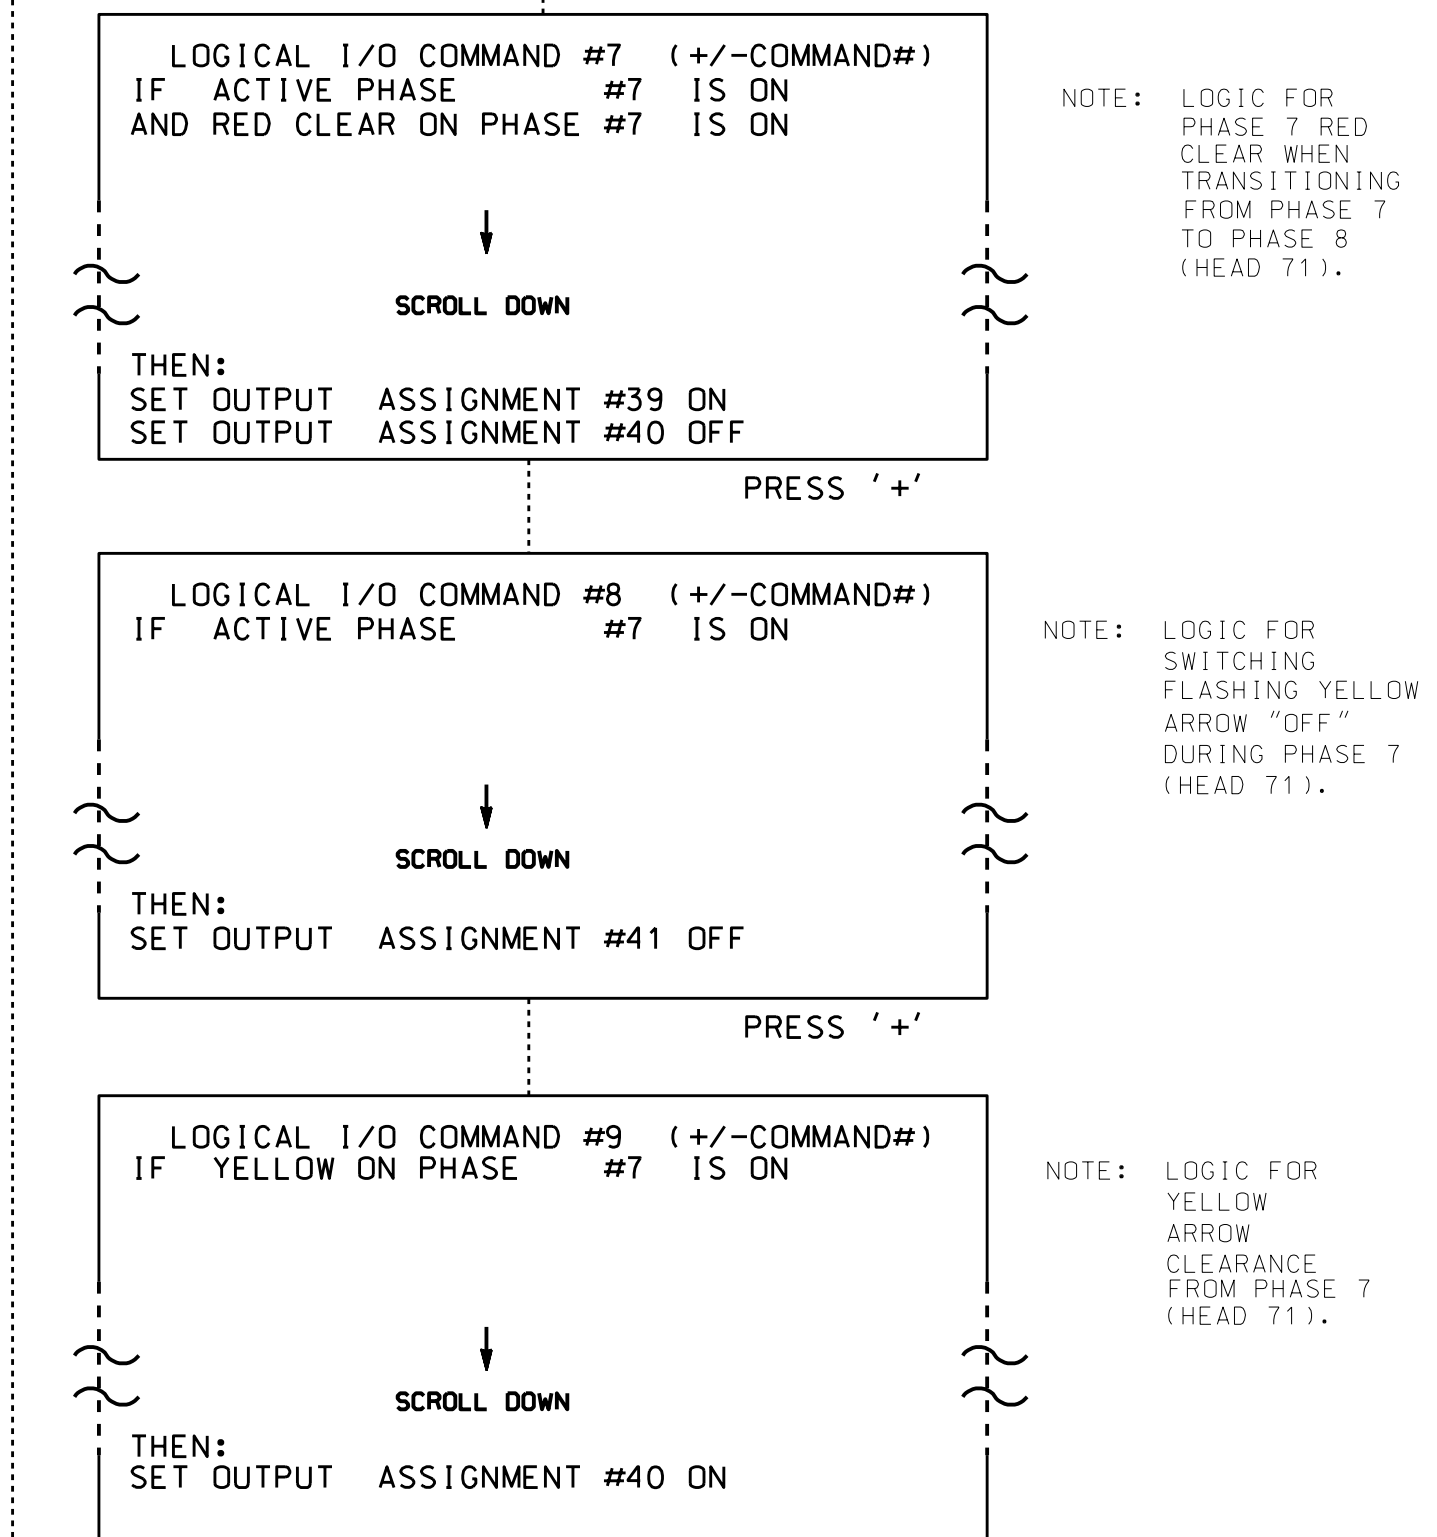 LOGICAL I/O COMMAND #7 (+/-COMMAND#)
IF ACTIVE PHASE #7 IS ON
AND RED CLEAR ON PHASE #7 IS ON
SCROLL DOWN
THEN:
SET OUTPUT ASSIGNMENT #39 ON
SET OUTPUT ASSIGNMENT #40 OFF
NOTE: LOGIC FOR
PHASE 7 RED
CLEAR WHEN
TRANSITIONING
FROM PHASE 7
TO PHASE 8
(HEAD 71).
PRESS '+'
LOGICAL I/O COMMAND #8 (+/-COMMAND#)
IF ACTIVE PHASE #7 IS ON
SCROLL DOWN
THEN:
SET OUTPUT ASSIGNMENT #41 OFF
NOTE: LOGIC FOR
SWITCHING
FLASHING YELLOW
ARROW "OFF"
DURING PHASE 7
(HEAD 71).
PRESS '+'
LOGICAL I/O COMMAND #9 (+/-COMMAND#)
IF YELLOW ON PHASE #7 IS ON
SCROLL DOWN
THEN:
SET OUTPUT ASSIGNMENT #40 ON
NOTE: LOGIC FOR
YELLOW
ARROW
CLEARANCE
FROM PHASE 7
(HEAD 71).